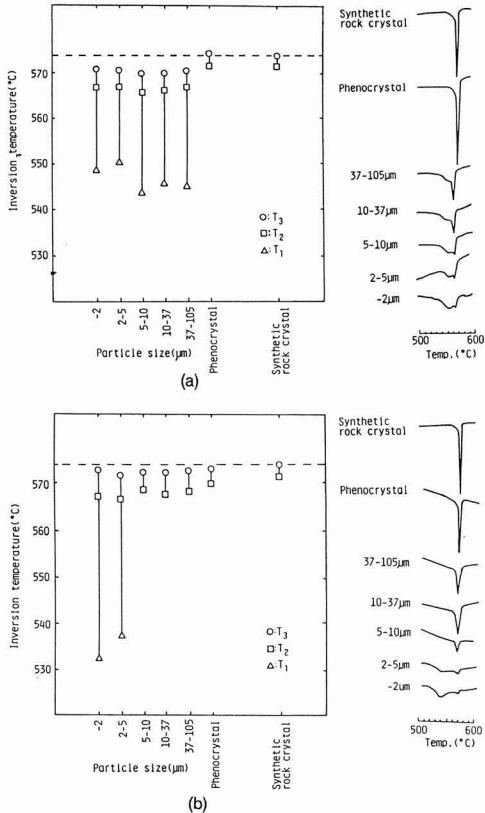 Inversion temperature(°C)
570
560
550
540
530
○: T3
□: T2
△: T1
-2
2-5
5-10
10-37
37-105
Phenocrystal
Synthetic
rock crystal
Particle size(μm)
Synthetic
rock crystal
Phenocrystal
37-105μm
10-37μm
5-10μm
2-5μm
-2μm
500 600
Temp.(°C)
(a)
Inversion temperature(°C)
570
560
550
540
530
○: T3
□: T2
△: T1
-2
2-5
5-10
10-37
37-105
Phenocrystal
Synthetic
rock crystal
Particle size(μm)
Synthetic
rock crystal
Phenocrystal
37-105μm
10-37μm
5-10μm
2-5μm
-2um
500 600
Temp.(°C)
(b)